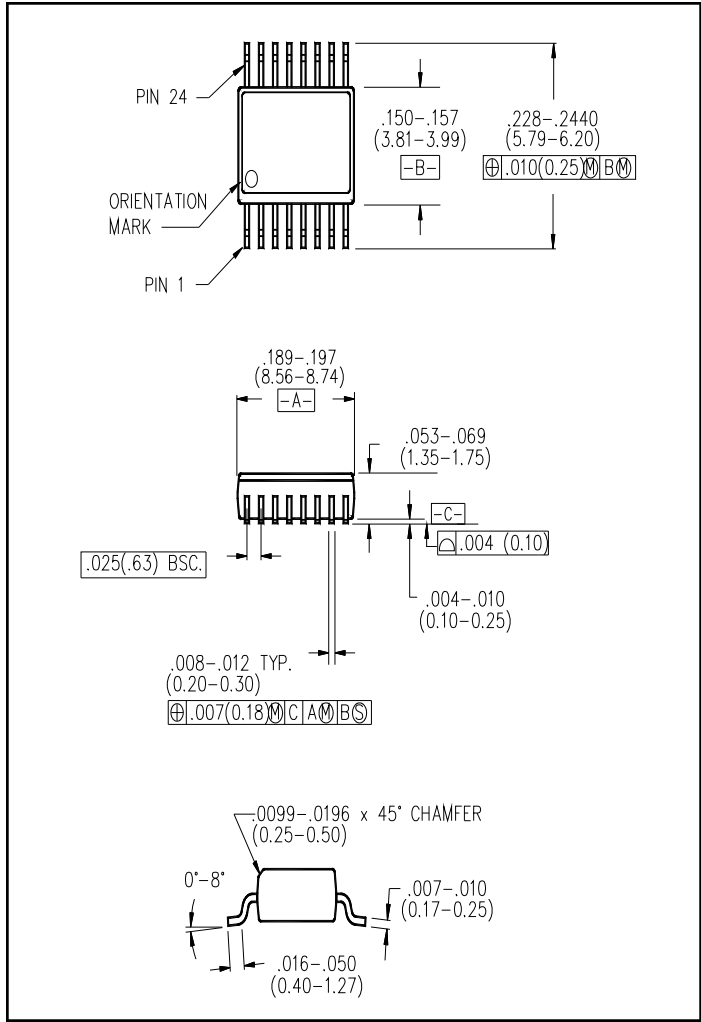 PIN 24
.150-.157
(3.81-3.99)
-B-
.228-.2440
(5.79-6.20)
⌖ .010(0.25)Ⓜ BⓂ
ORIENTATION
MARK
PIN 1
.189-.197
(8.56-8.74)
-A-
.053-.069
(1.35-1.75)
-C-
⌓ .004 (0.10)
.025(.63) BSC.
.004-.010
(0.10-0.25)
.008-.012 TYP.
(0.20-0.30)
⌖ .007(0.18)Ⓜ C AⓂ BⓈ
.0099-.0196 x 45° CHAMFER
(0.25-0.50)
0°-8°
.007-.010
(0.17-0.25)
.016-.050
(0.40-1.27)